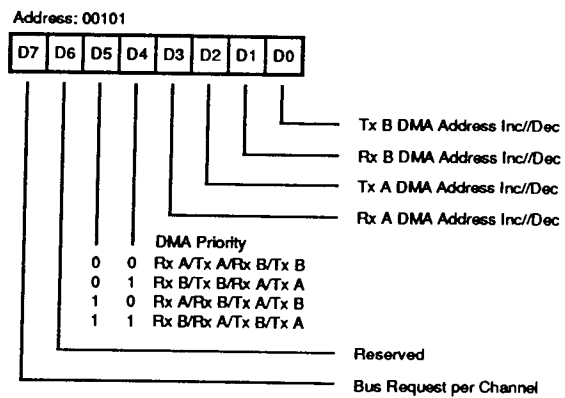 Address: 00101
D7 D6 D5 D4 D3 D2 D1 D0
Tx B DMA Address Inc//Dec
Rx B DMA Address Inc//Dec
Tx A DMA Address Inc//Dec
Rx A DMA Address Inc//Dec
DMA Priority
0 0 Rx A/Tx A/Rx B/Tx B
0 1 Rx B/Tx B/Rx A/Tx A
1 0 Rx A/Rx B/Tx A/Tx B
1 1 Rx B/Rx A/Tx B/Tx A
Reserved
Bus Request per Channel